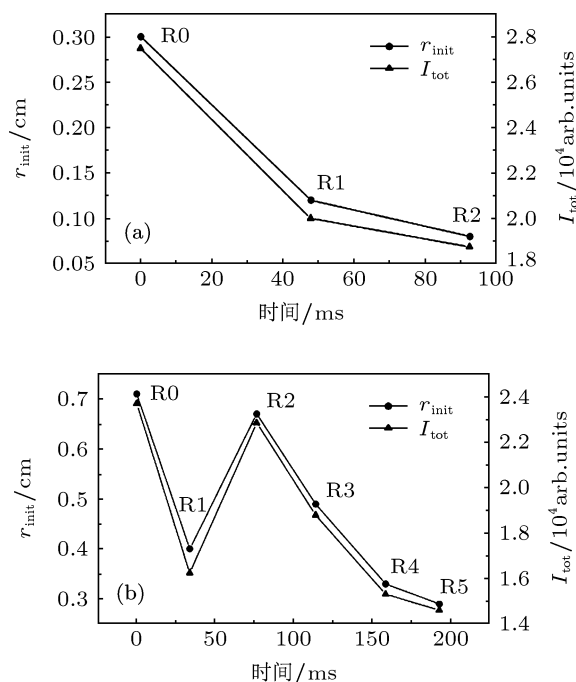 0.30
0.25
0.20
0.15
0.10
0.05
r_init/cm
R0
R1
R2
r_init
I_tot
(a)
2.8
2.6
2.4
2.2
2.0
1.8
I_tot/10⁴arb.units
0 20 40 60 80 100
时间/ms
0.7
0.6
0.5
0.4
0.3
r_init/cm
R0
R1
R2
R3
R4
R5
r_init
I_tot
(b)
2.4
2.2
2.0
1.8
1.6
1.4
I_tot/10⁴arb.units
0 50 100 150 200
时间/ms